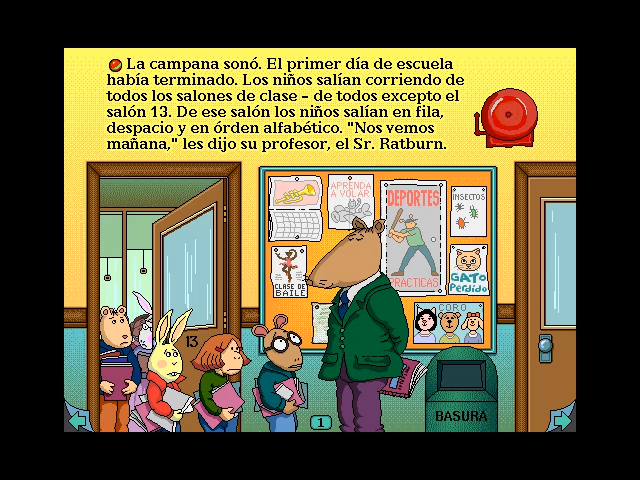 La campana sonó. El primer día de escuela
había terminado. Los niños salían corriendo de
todos los salones de clase - de todos excepto el
salón 13. De ese salón los niños salían en fila,
despacio y en órden alfabético. "Nos vemos
mañana," les dijo su profesor, el Sr. Ratburn.
APRENDA
A VOLAR
DEPORTES
PRACTICAS
INSECTOS
CLASE DE
BAILE
GATO
Perdido
CORO
13
BASURA
1